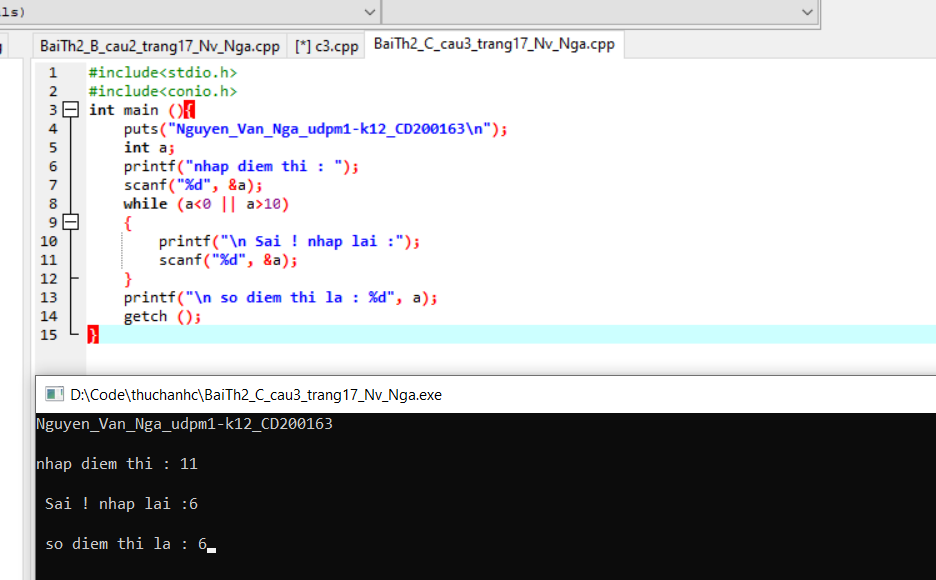 ls)
BaiTh2_B_cau2_trang17_Nv_Nga.cpp [*] c3.cpp BaiTh2_C_cau3_trang17_Nv_Nga.cpp
1 #include<stdio.h>
2 #include<conio.h>
3 int main (){
4 puts("Nguyen_Van_Nga_udpm1-k12_CD200163\n");
5 int a;
6 printf("nhap diem thi : ");
7 scanf("%d", &a);
8 while (a<0 || a>10)
9 {
10 printf("\n Sai ! nhap lai :");
11 scanf("%d", &a);
12 }
13 printf("\n so diem thi la : %d", a);
14 getch ();
15 }
D:\Code\thuchanhc\BaiTh2_C_cau3_trang17_Nv_Nga.exe
Nguyen_Van_Nga_udpm1-k12_CD200163
nhap diem thi : 11
Sai ! nhap lai :6
so diem thi la : 6